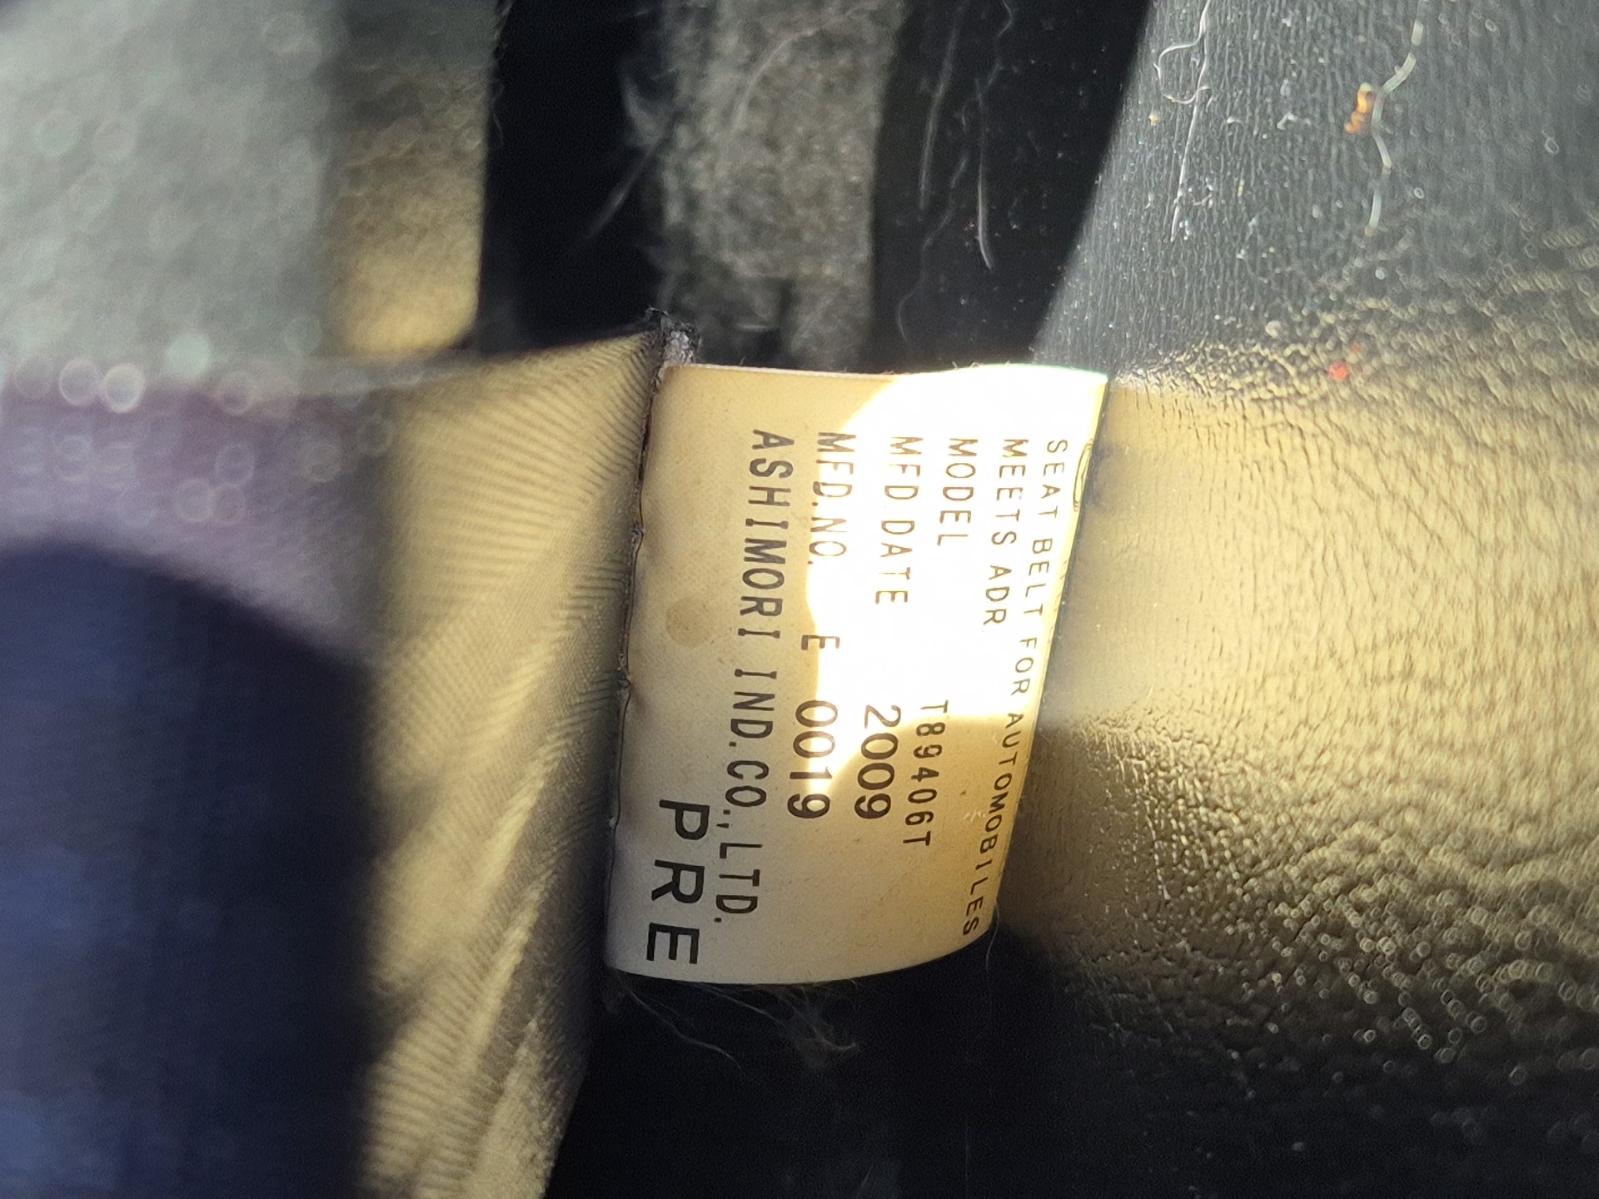 SEAT BELT FOR AUTOMOBILES
MEETS ADR
MODEL T89406T
MFD.DATE 2009
MFD.NO. E 0019
ASHIMORI IND.CO.,LTD.
PRE